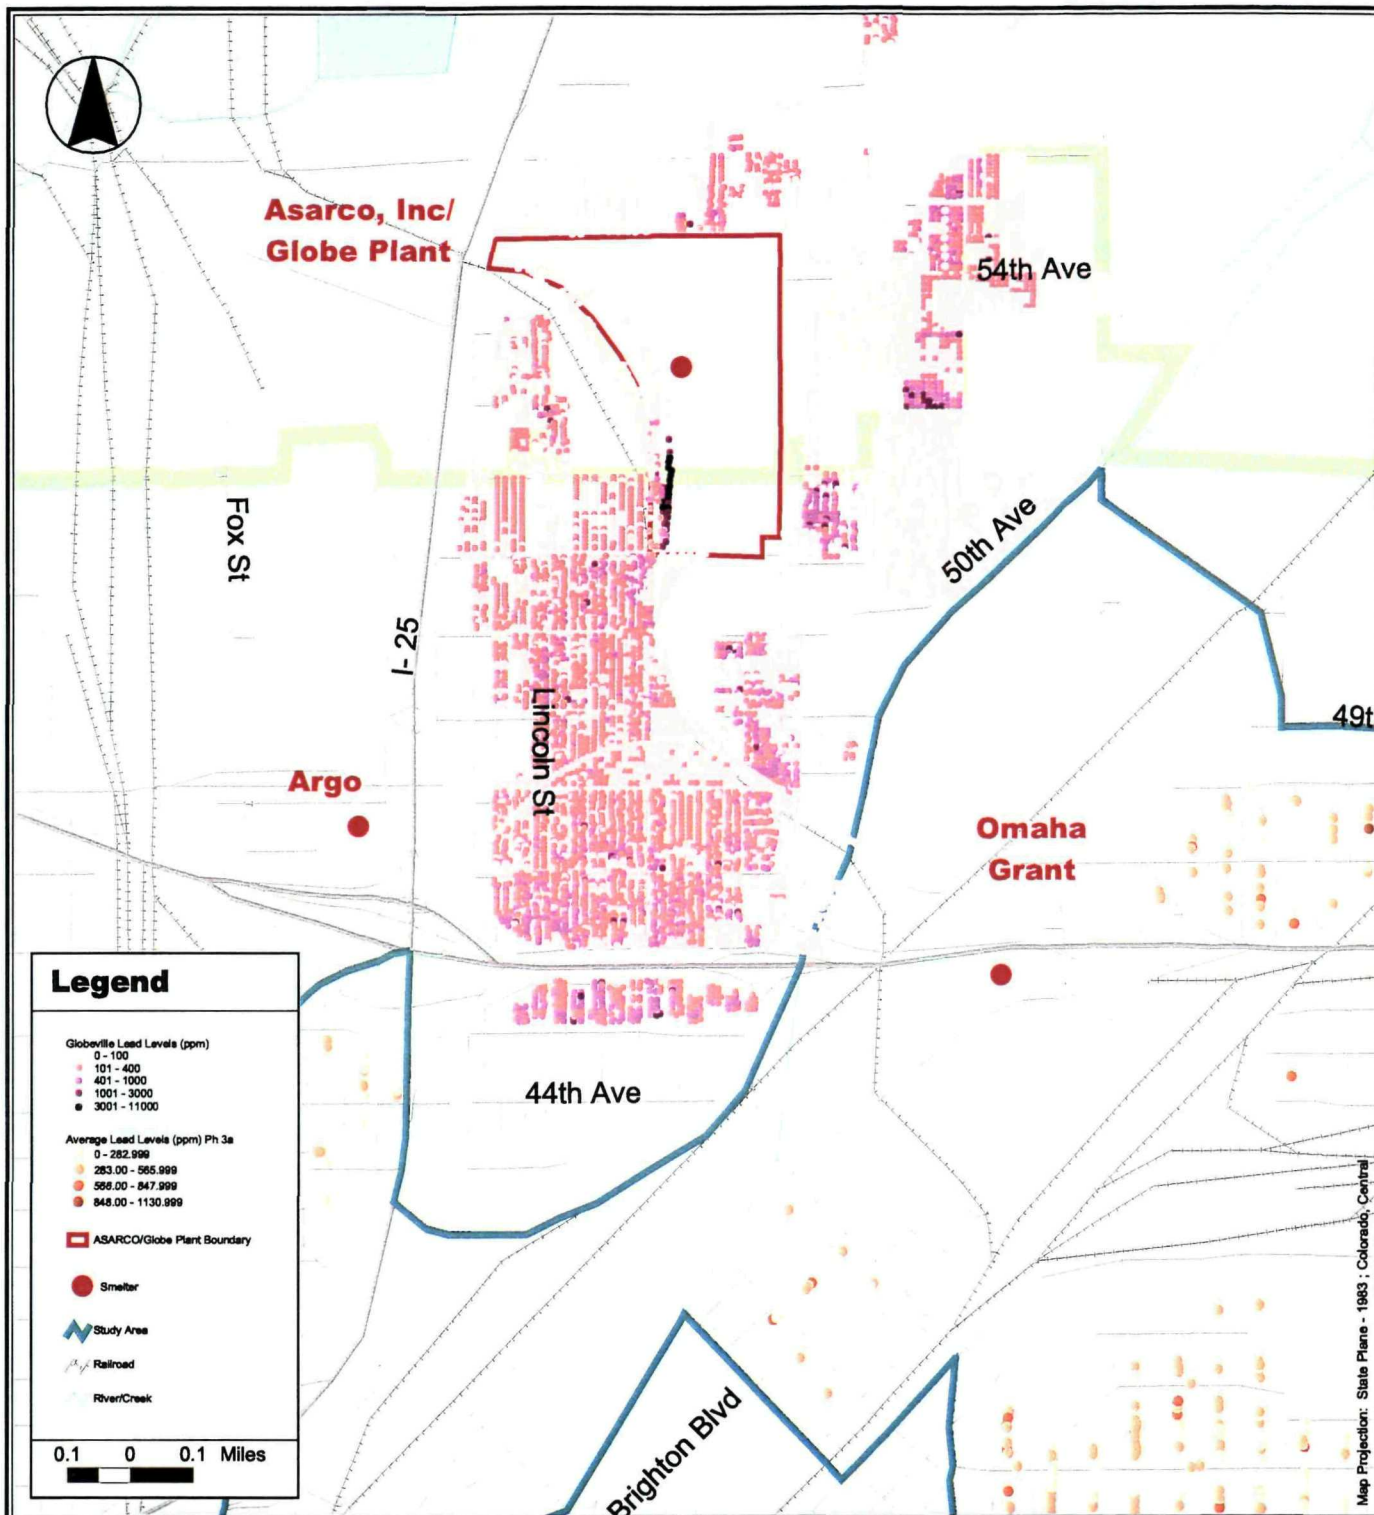 Asarco, Inc/
Globe Plant
54th Ave
Fox St
50th Ave
I- 25
Lincoln St
49t
Argo
Omaha
Grant
44th Ave
Brighton Blvd
Legend
Globeville Lead Levels (ppm)
0 - 100
101 - 400
401 - 1000
1001 - 3000
3001 - 11000
Average Lead Levels (ppm) Ph 3a
0 - 282.999
283.00 - 565.999
566.00 - 847.999
848.00 - 1130.999
ASARCO/Globe Plant Boundary
Smelter
Study Area
Railroad
River/Creek
0.1 0 0.1 Miles
Map Projection: State Plane - 1983 ; Colorado, Central